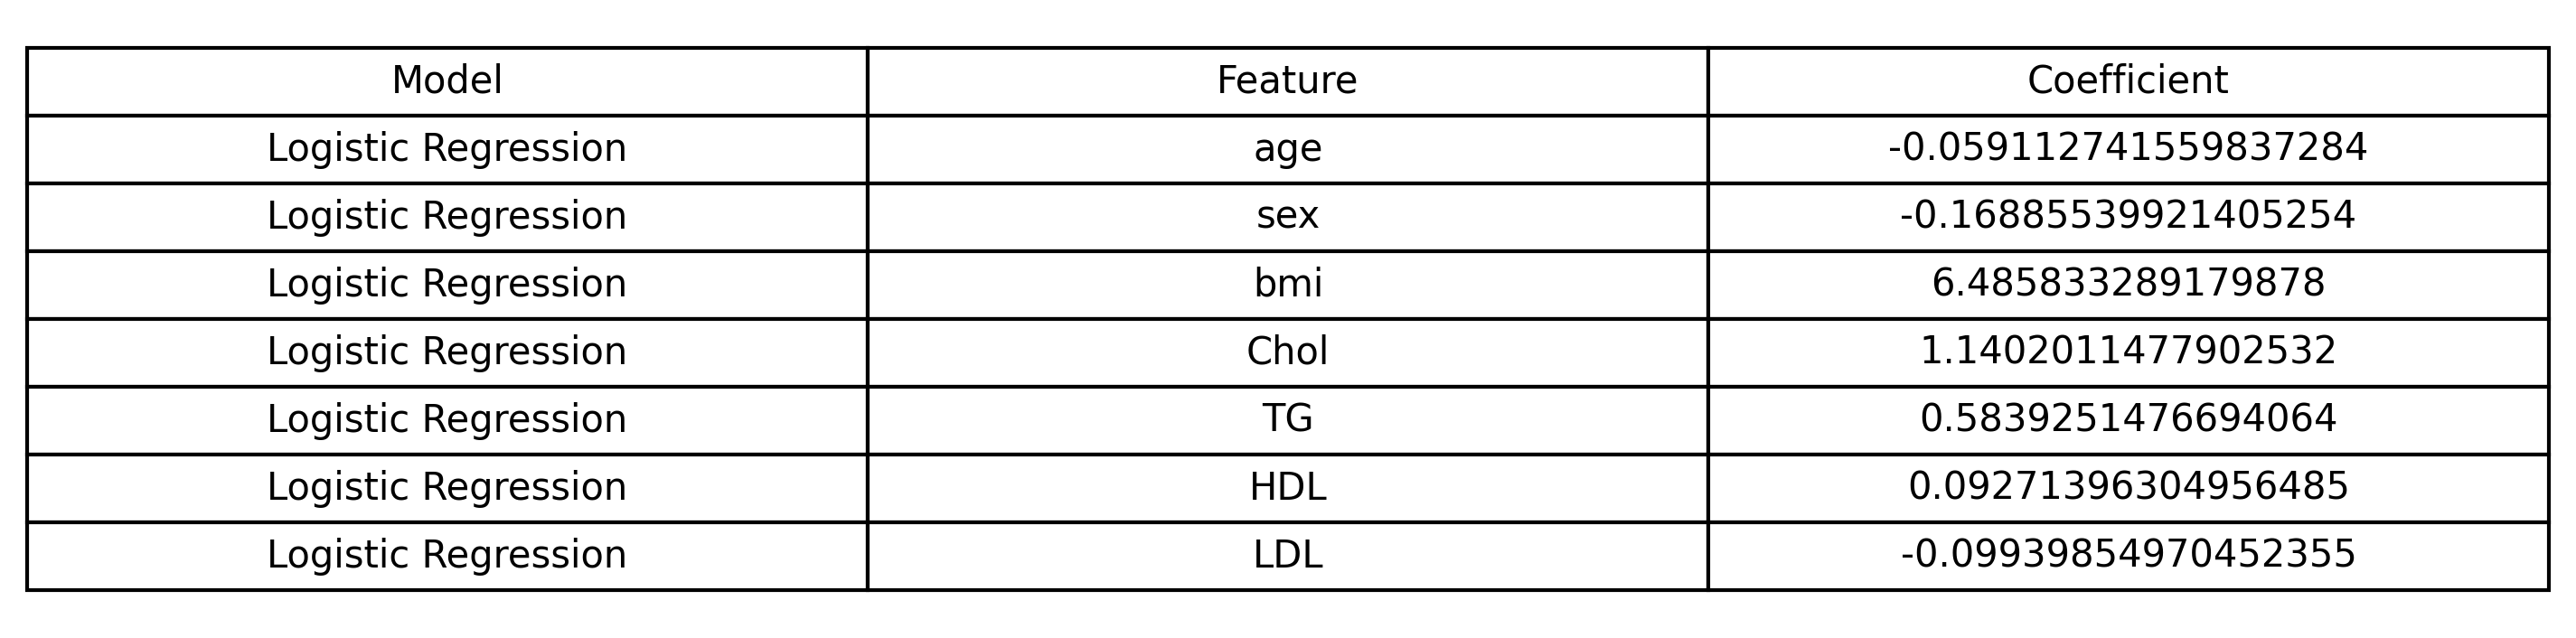 Model Feature Coefficient
Logistic Regression age -0.059112741559837284
Logistic Regression sex -0.16885539921405254
Logistic Regression bmi 6.485833289179878
Logistic Regression Chol 1.1402011477902532
Logistic Regression TG 0.5839251476694064
Logistic Regression HDL 0.09271396304956485
Logistic Regression LDL -0.09939854970452355